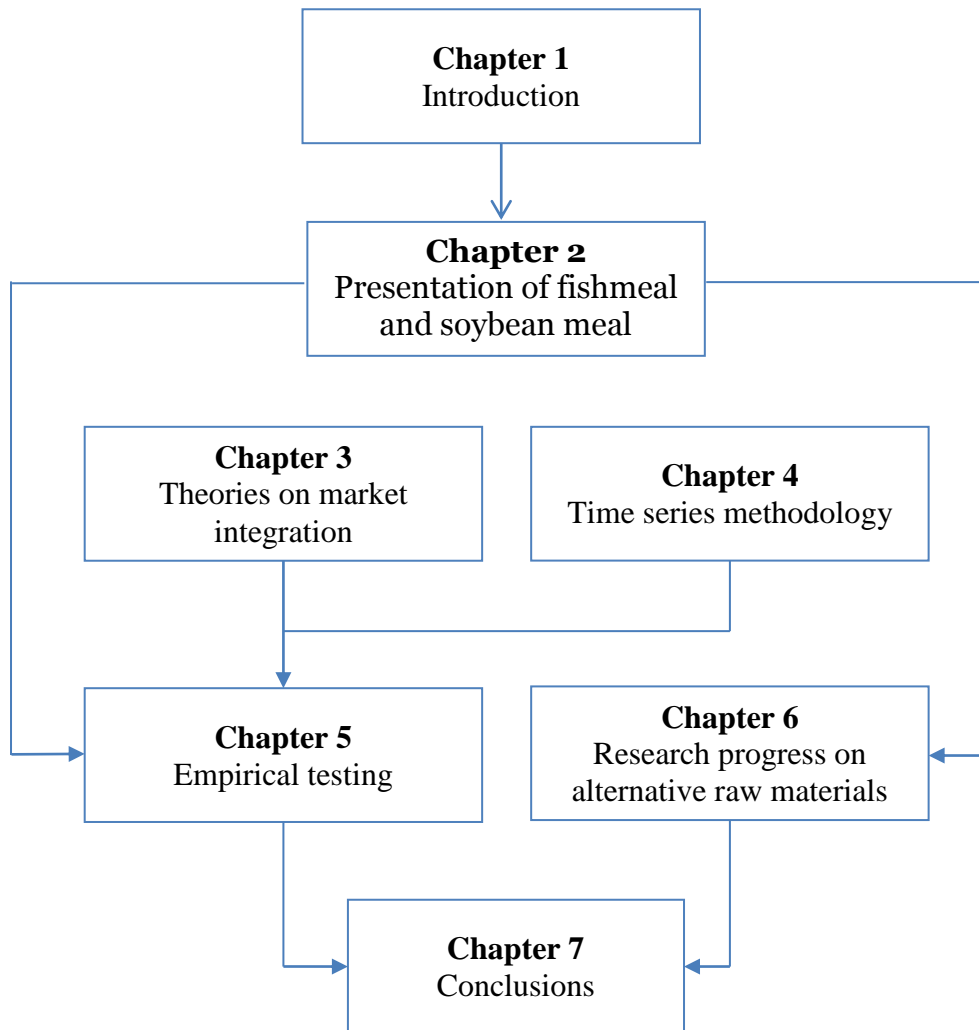 Chapter 1
Introduction
Chapter 2
Presentation of fishmeal
and soybean meal
Chapter 3
Theories on market
integration
Chapter 4
Time series methodology
Chapter 5
Empirical testing
Chapter 6
Research progress on
alternative raw materials
Chapter 7
Conclusions